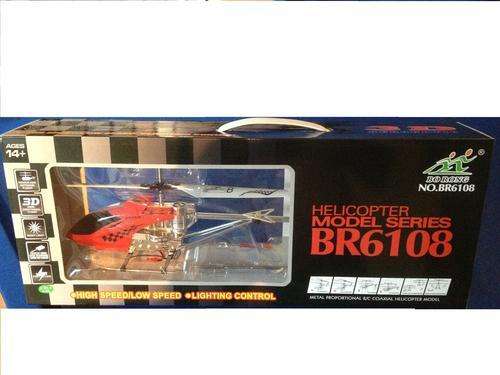 AGES
14+
3D
BO RONG
NO.BR6108
HELICOPTER
MODEL SERIES
BR6108
HIGH SPEED/LOW SPEED LIGHTING CONTROL
METAL PROPORTIONAL R/C COAXIAL HELICOPTER MODEL